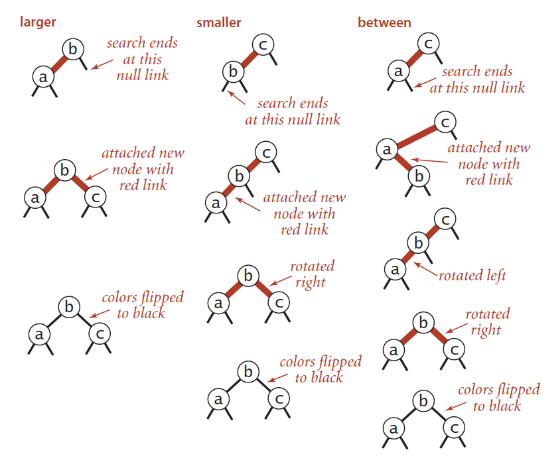 larger
b
a
search ends
at this
null link
b
a
c
attached new
node with
red link
b
a
c
colors flipped
to black
smaller
c
b
search ends
at this null link
c
b
a
attached new
node with
red link
b
a
c
rotated
right
b
a
c
colors flipped
to black
between
c
a
search ends
at this null link
c
a
b
attached new
node with
red link
c
b
a
rotated left
b
a
c
rotated
right
b
a
c
colors flipped
to black